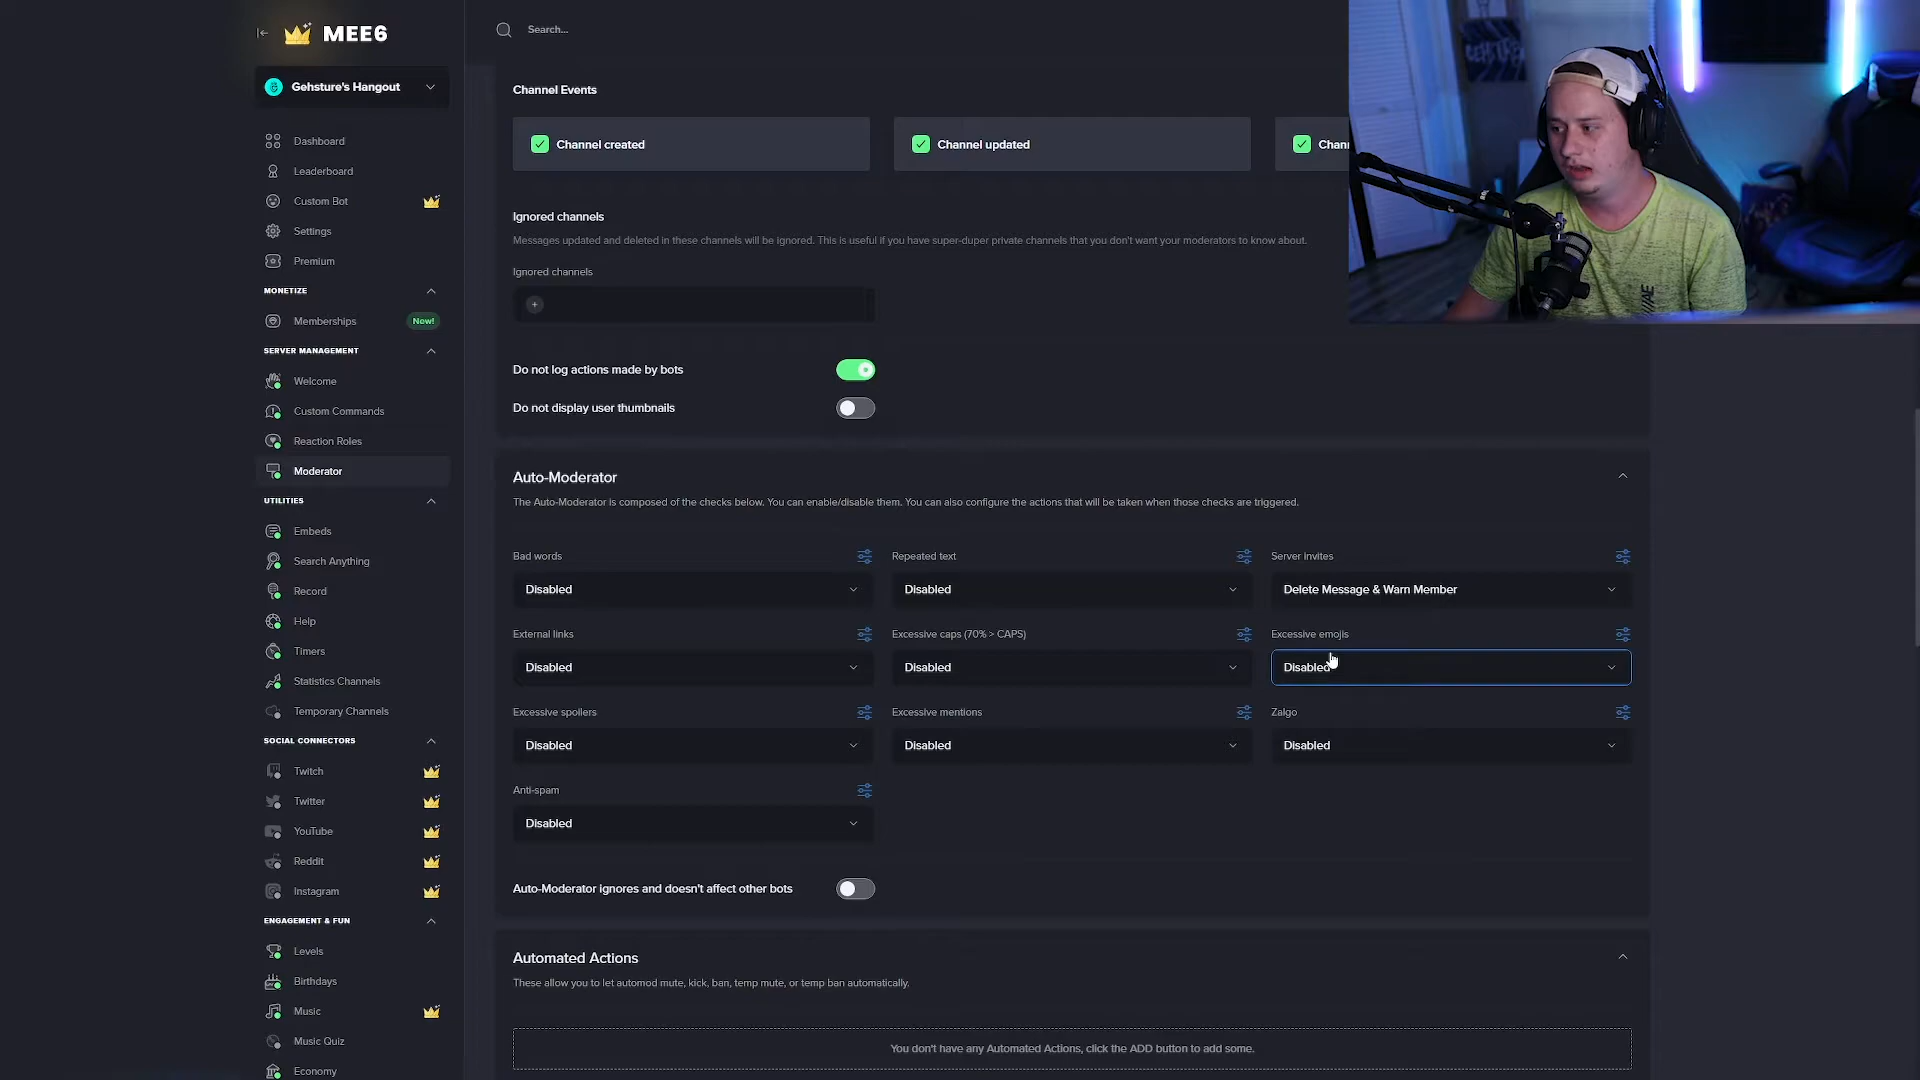 MEE6
Search...
Gehsture's Hangout
Dashboard
Leaderboard
Custom Bot
Settings
Premium
MONETIZE
Memberships
New!
SERVER MANAGEMENT
Welcome
Custom Commands
Reaction Roles
Moderator
UTILITIES
Embeds
Search Anything
Record
Help
Timers
Statistics Channels
Temporary Channels
SOCIAL CONNECTORS
Twitch
Twitter
YouTube
Reddit
Instagram
ENGAGEMENT & FUN
Levels
Birthdays
Music
Music Quiz
Economy
Channel Events
Channel created
Channel updated
Chann
Ignored channels
Messages updated and deleted in these channels will be ignored. This is useful if you have super-duper private channels that you don't want your moderators to know about.
Ignored channels
Do not log actions made by bots
Do not display user thumbnails
Auto-Moderator
The Auto-Moderator is composed of the checks below. You can enable/disable them. You can also configure the actions that will be taken when those checks are triggered.
Bad words
Disabled
Repeated text
Disabled
Server invites
Delete Message & Warn Member
External links
Disabled
Excessive caps (70% > CAPS)
Disabled
Excessive emojis
Disabled
Excessive spoilers
Disabled
Excessive mentions
Disabled
Zalgo
Disabled
Anti-spam
Disabled
Auto-Moderator ignores and doesn't affect other bots
Automated Actions
These allow you to let automod mute, kick, ban, temp mute, or temp ban automatically.
You don't have any Automated Actions, click the ADD button to add some.